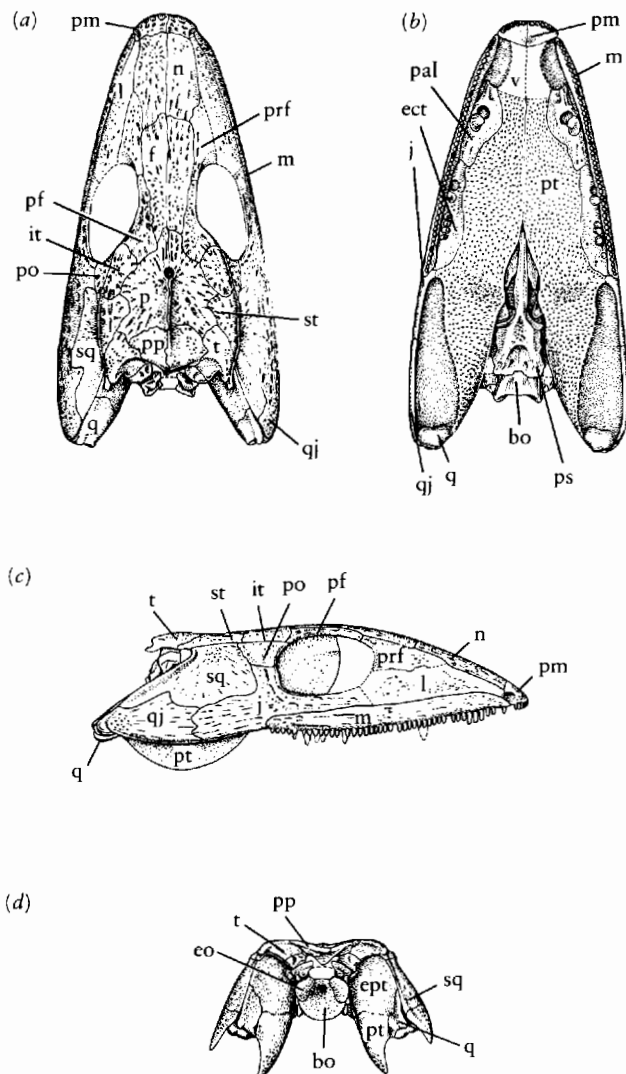 (a)
pm
n
l
prf
f
m
pf
it
po
p
st
sq
pp
t
q
qj
(b)
pm
m
v
pal
ect
j
pt
bo
ps
q
qj
(c)
t
st
it
po
pf
n
prf
pm
sq
l
qj
j
m
pt
q
(d)
pp
t
eo
ept
sq
pt
q
bo